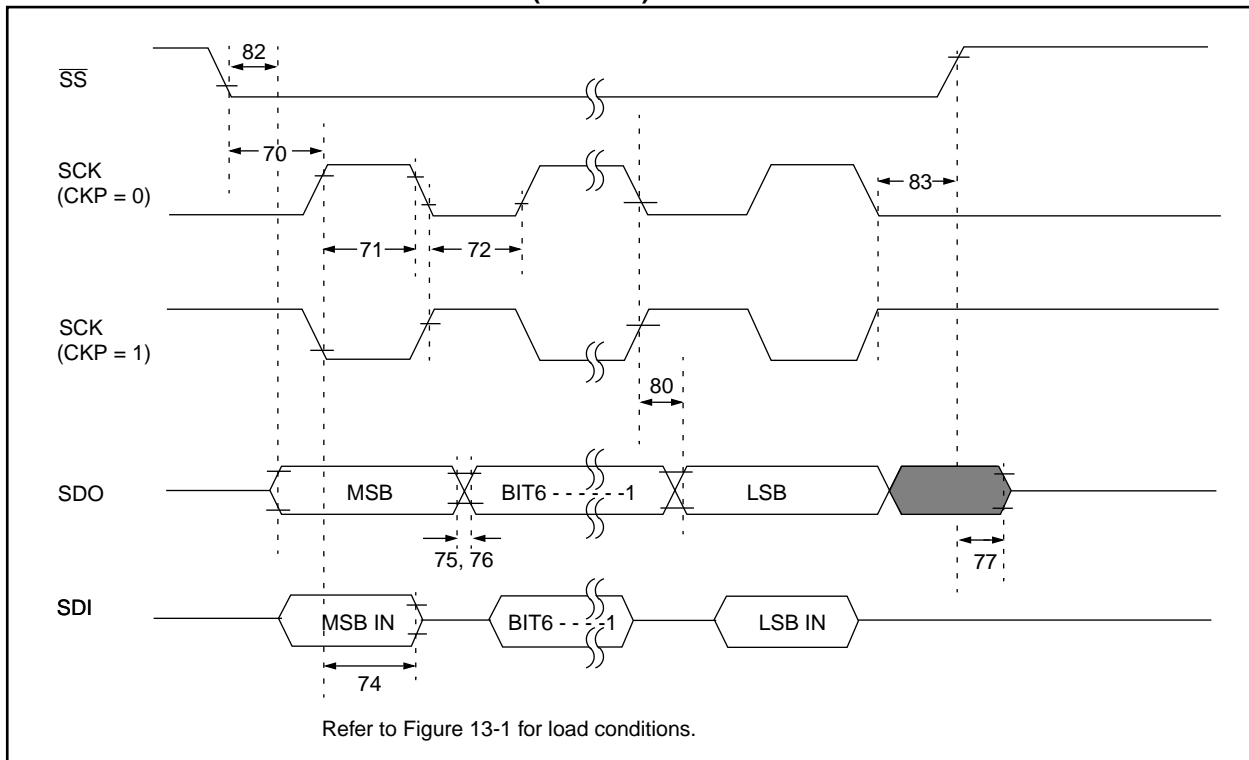 82
SS
70
SCK
(CKP = 0)
83
71
72
SCK
(CKP = 1)
80
SDO
MSB
BIT6 - - - - - -1
LSB
75, 76
77
SDI
MSB IN
BIT6 - - - -1
LSB IN
74
Refer to Figure 13-1 for load conditions.